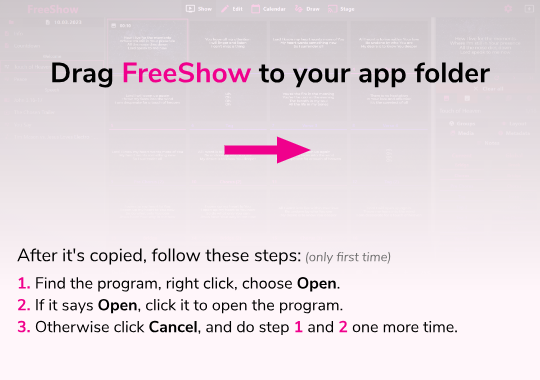 FreeShow
Show Edit Calendar Draw Stage
Drag FreeShow to your app folder
After it's copied, follow these steps: (only first time)
1. Find the program, right click, choose Open.
2. If it says Open, click it to open the program.
3. Otherwise click Cancel, and do step 1 and 2 one more time.